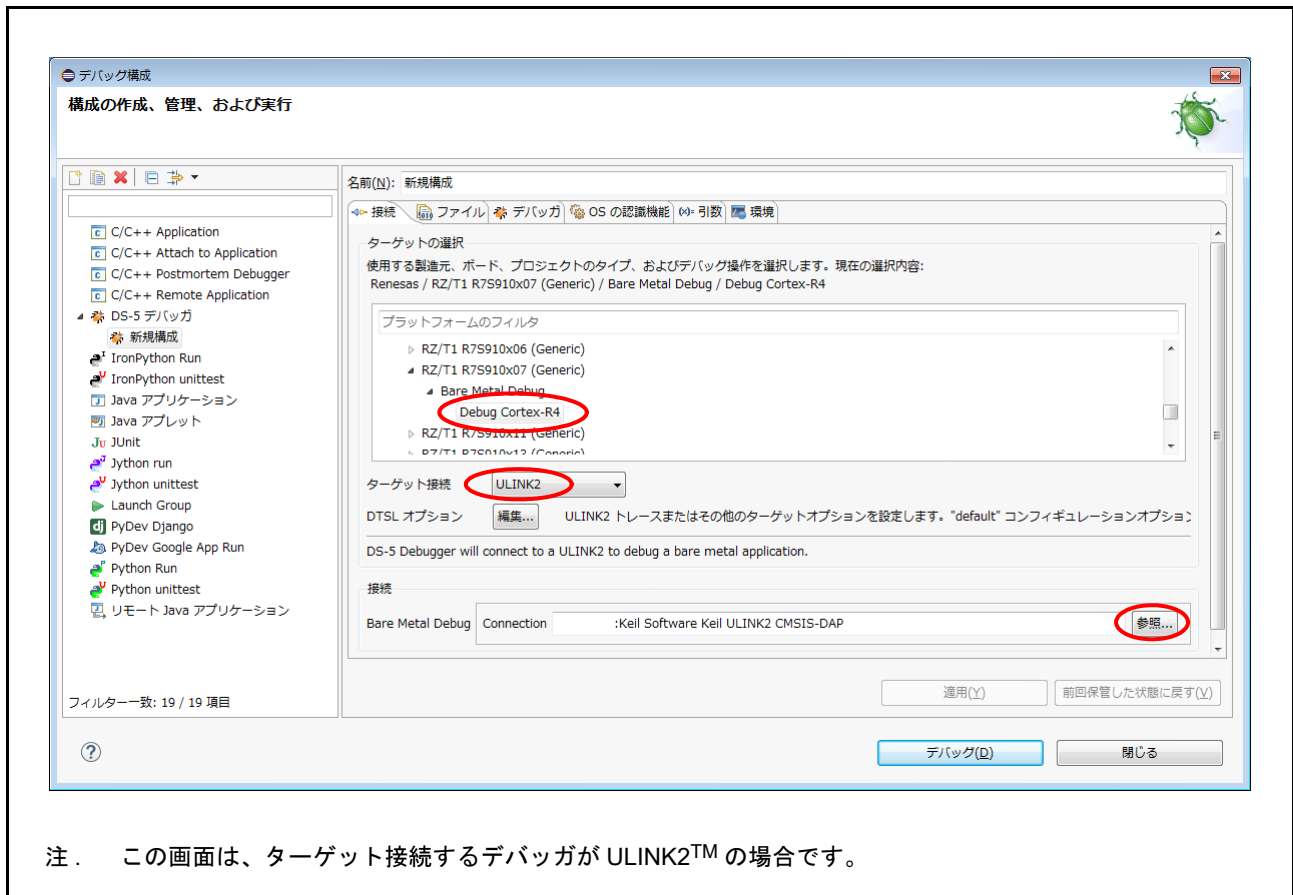 デバッグ構成
構成の作成、管理、および実行
名前(N): 新規構成
接続 ファイル デバッガ OS の認識機能 (x)= 引数 環境
C/C++ Application
C/C++ Attach to Application
C/C++ Postmortem Debugger
C/C++ Remote Application
DS-5 デバッガ
新規構成
IronPython Run
IronPython unittest
Java アプリケーション
Java アプレット
JUnit
Jython run
Jython unittest
Launch Group
PyDev Django
PyDev Google App Run
Python Run
Python unittest
リモート Java アプリケーション
フィルター一致: 19 / 19 項目
ターゲットの選択
使用する製造元、ボード、プロジェクトのタイプ、およびデバッグ操作を選択します。現在の選択内容:
Renesas / RZ/T1 R7S910x07 (Generic) / Bare Metal Debug / Debug Cortex-R4
プラットフォームのフィルタ
RZ/T1 R7S910x06 (Generic)
RZ/T1 R7S910x07 (Generic)
Bare Metal Debug
Debug Cortex-R4
RZ/T1 R7S910x11 (Generic)
RZ/T1 R7S910x13 (Generic)
ターゲット接続 ULINK2
DTSL オプション 編集... ULINK2 トレースまたはその他のターゲットオプションを設定します。"default" コンフィギュレーションオプション
DS-5 Debugger will connect to a ULINK2 to debug a bare metal application.
接続
Bare Metal Debug Connection :Keil Software Keil ULINK2 CMSIS-DAP 参照...
適用(Y) 前回保管した状態に戻す(V)
デバッグ(D) 閉じる
注． この画面は、ターゲット接続するデバッガが ULINK2TM の場合です。